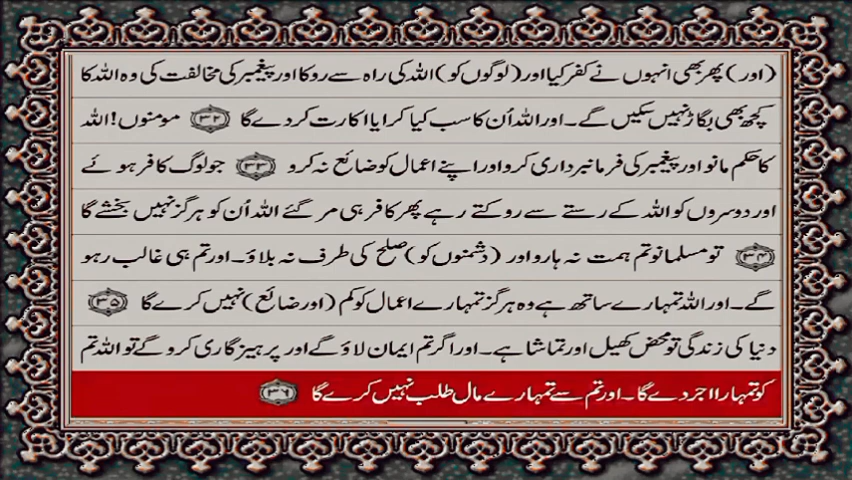 (اور) پھر بھی انہوں نے کفر کیا اور (لوگوں کو) اللہ کی راہ سے روکا اور پیغمبر کی مخالفت کی وہ اللہ کا
کچھ بھی بگاڑ نہیں سکیں گے۔ اور اللہ اُن کا سب کیا کرایا اکارت کر دے گا ﴿۳۲﴾ مومنوں! اللہ
کا حکم مانو اور پیغمبر کی فرمانبرداری کرو اور اپنے اعمال کو ضائع نہ کرو ﴿۳۳﴾ جو لوگ کافر ہوئے
اور دوسروں کو اللہ کے رستے سے روکتے رہے پھر کافر ہی مر گئے اللہ اُن کو ہرگز نہیں بخشے گا
﴿۳۴﴾ تو مسلمانو تم ہمت نہ ہارو اور (دشمنوں کو) صلح کی طرف نہ بلاؤ۔ اور تم ہی غالب رہو
گے۔ اور اللہ تمہارے ساتھ ہے وہ ہرگز تمہارے اعمال کو کم (اور ضائع) نہیں کرے گا ﴿۳۵﴾
دنیا کی زندگی تو محض کھیل اور تماشا ہے۔ اور اگر تم ایمان لاؤ گے اور پرہیزگاری کرو گے تو اللہ تم
کو تمہارا اجر دے گا۔ اور تم سے تمہارے مال طلب نہیں کرے گا ﴿۳۶﴾